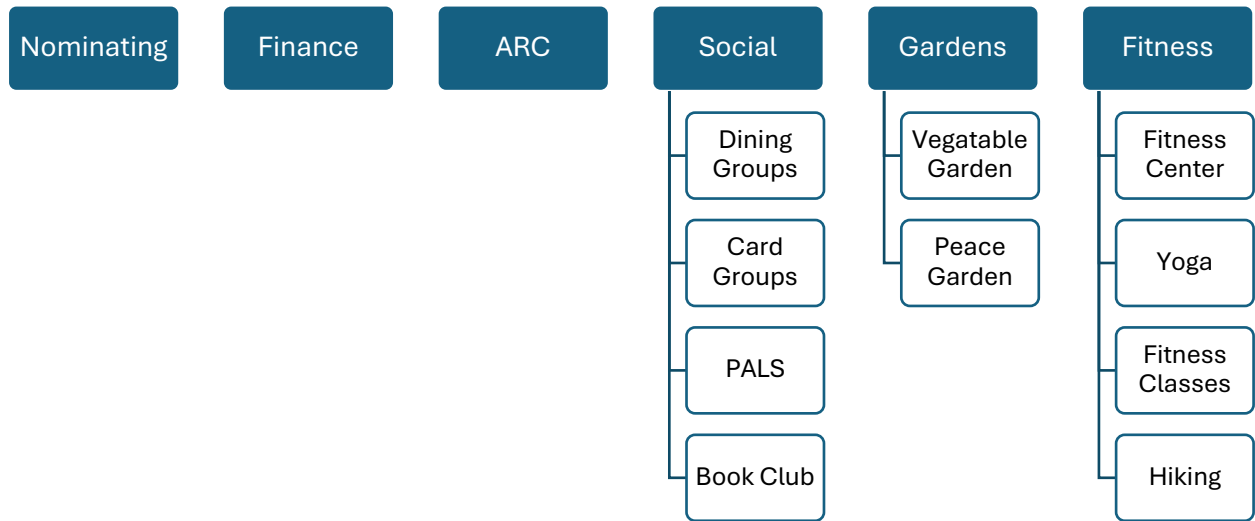 Nominating
Finance
ARC
Social
Gardens
Fitness
Dining
Groups
Card
Groups
PALS
Book Club
Vegatable
Garden
Peace
Garden
Fitness
Center
Yoga
Fitness
Classes
Hiking